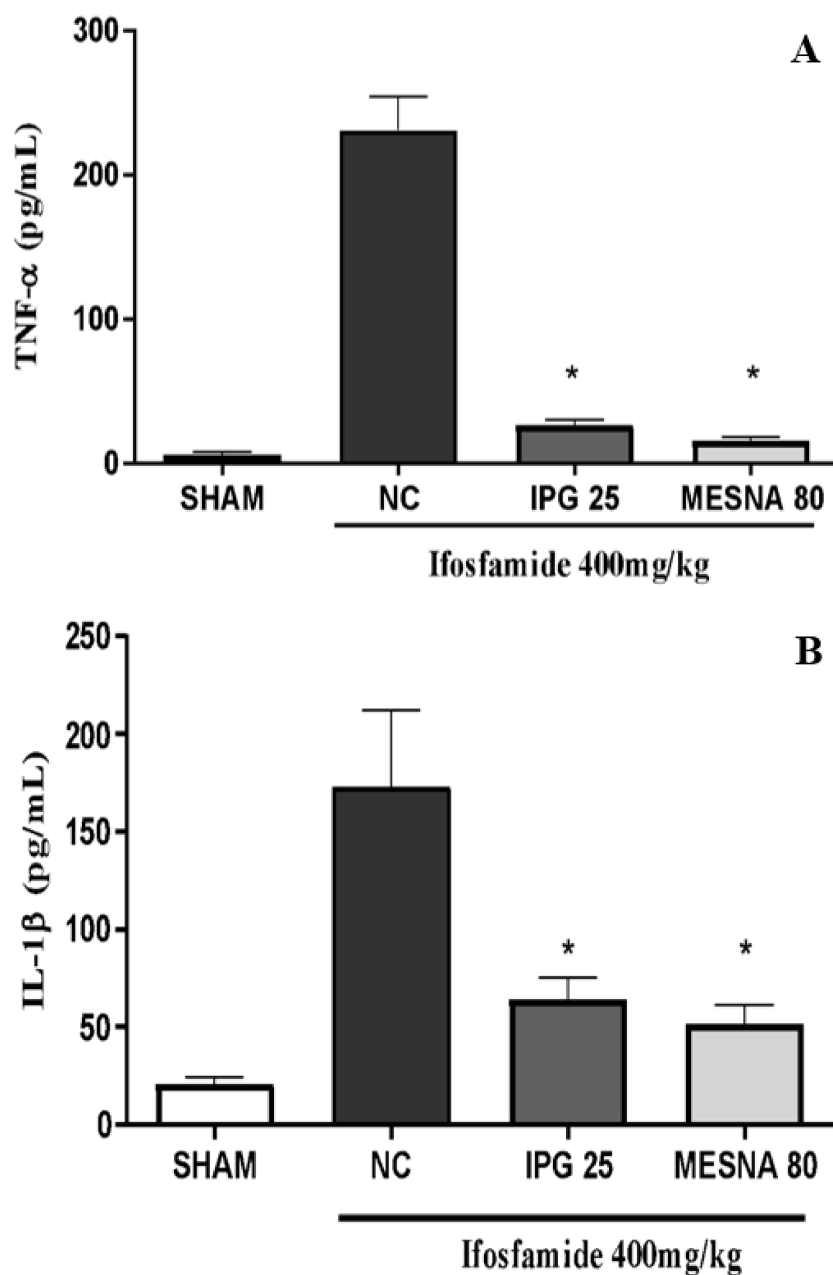 A
300
200
100
0
TNF-α (pg/mL)
* *
SHAM NC IPG 25 MESNA 80
Ifosfamide 400mg/kg
B
250
200
150
100
50
0
IL-1β (pg/mL)
* *
SHAM NC IPG 25 MESNA 80
Ifosfamide 400mg/kg